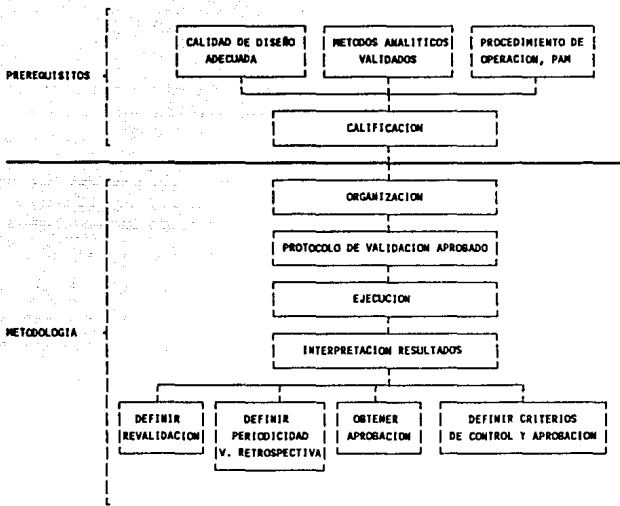 CALIDAD DE DISEÑO
ADECUADA
METODOS ANALITICOS
VALIDADOS
PROCEDIMIENTO DE
OPERACION, PAM
PREREQUISITOS
CALIFICACION
ORGANIZACION
PROTOCOLO DE VALIDACION APROBADO
EJECUCION
METODOLOGIA
INTERPRETACION RESULTADOS
DEFINIR
REVALIDACION
DEFINIR
PERIODICIDAD
V. RETROSPECTIVA
OBTENER
APROBACION
DEFINIR CRITERIOS
DE CONTROL Y APROBACION